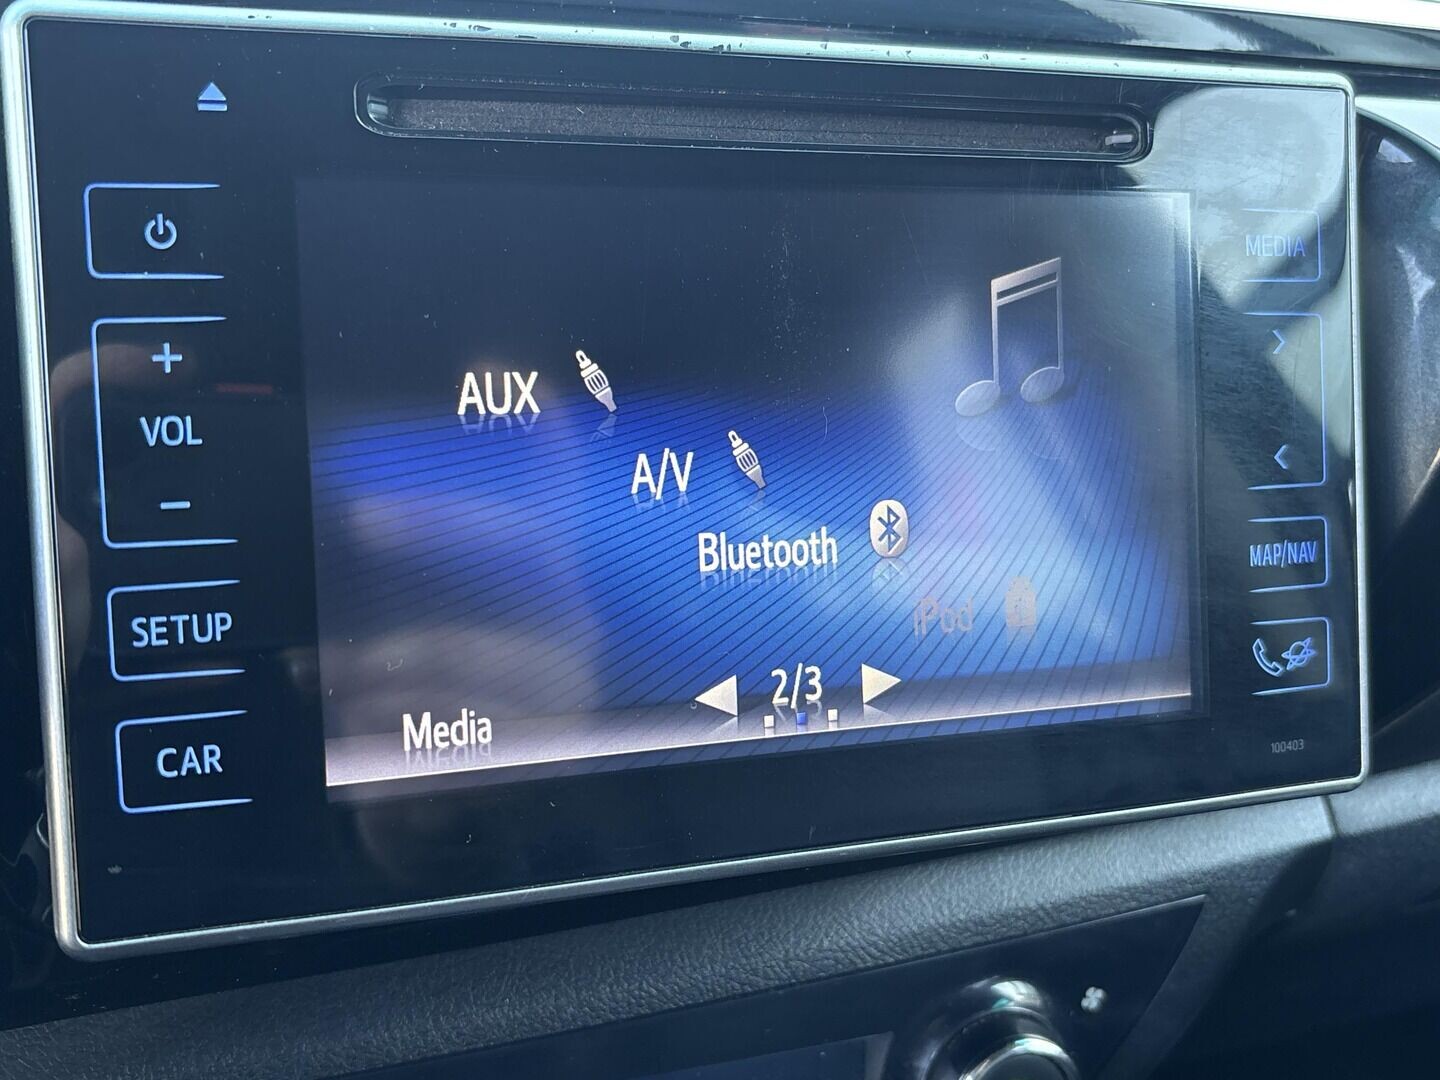 MEDIA
+
VOL
AUX
A/V
−
Bluetooth
MAP/NAV
iPod
SETUP
2/3
Media
CAR
100403